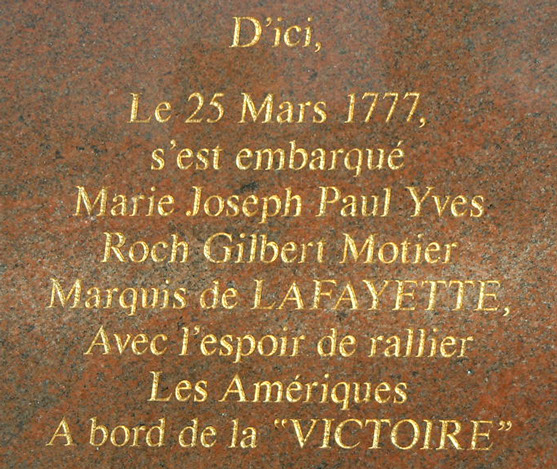 D'ici,
Le 25 Mars 1777,
s'est embarqué
Marie Joseph Paul Yves
Roch Gilbert Motier
Marquis de LAFAYETTE,
Avec l'espoir de rallier
Les Amériques
A bord de la "VICTOIRE"